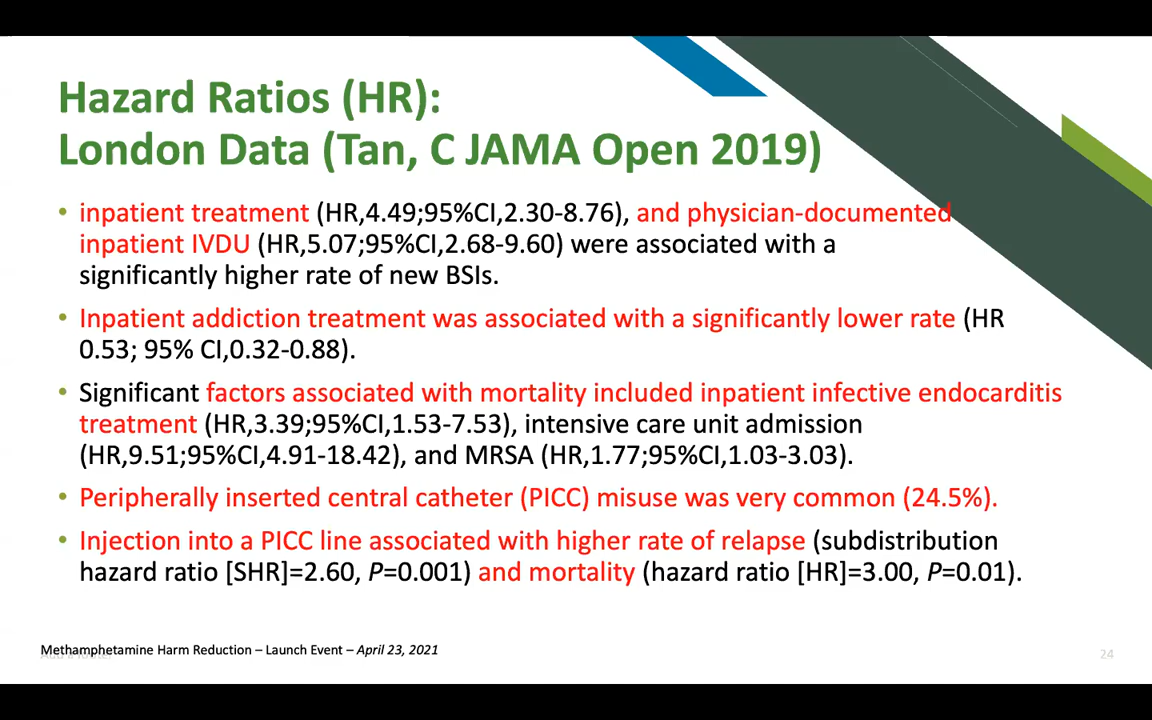 Hazard Ratios (HR):
London Data (Tan, C JAMA Open 2019)
• inpatient treatment (HR,4.49;95%CI,2.30-8.76), and physician-documented
inpatient IVDU (HR,5.07;95%CI,2.68-9.60) were associated with a
significantly higher rate of new BSIs.
• Inpatient addiction treatment was associated with a significantly lower rate (HR
0.53; 95% CI,0.32-0.88).
• Significant factors associated with mortality included inpatient infective endocarditis
treatment (HR,3.39;95%CI,1.53-7.53), intensive care unit admission
(HR,9.51;95%CI,4.91-18.42), and MRSA (HR,1.77;95%CI,1.03-3.03).
• Peripherally inserted central catheter (PICC) misuse was very common (24.5%).
• Injection into a PICC line associated with higher rate of relapse (subdistribution
hazard ratio [SHR]=2.60, P=0.001) and mortality (hazard ratio [HR]=3.00, P=0.01).
Methamphetamine Harm Reduction – Launch Event – April 23, 2021
24